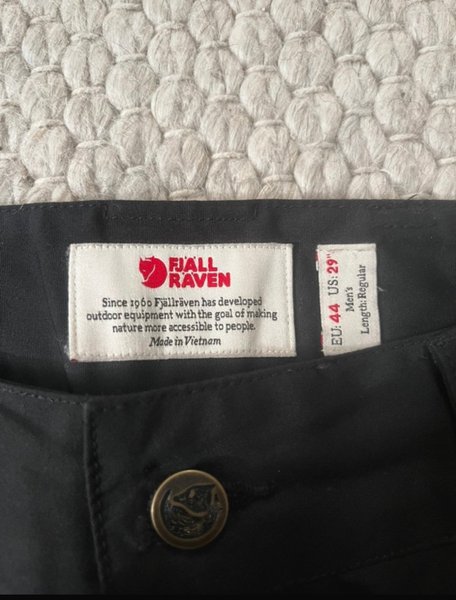 FJÄLL
RÄVEN
Since 1960 Fjällräven has developed
outdoor equipment with the goal of making
nature more accessible to people.
Made in Vietnam
EU: 44 US: 29"
Men's
Length: Regular